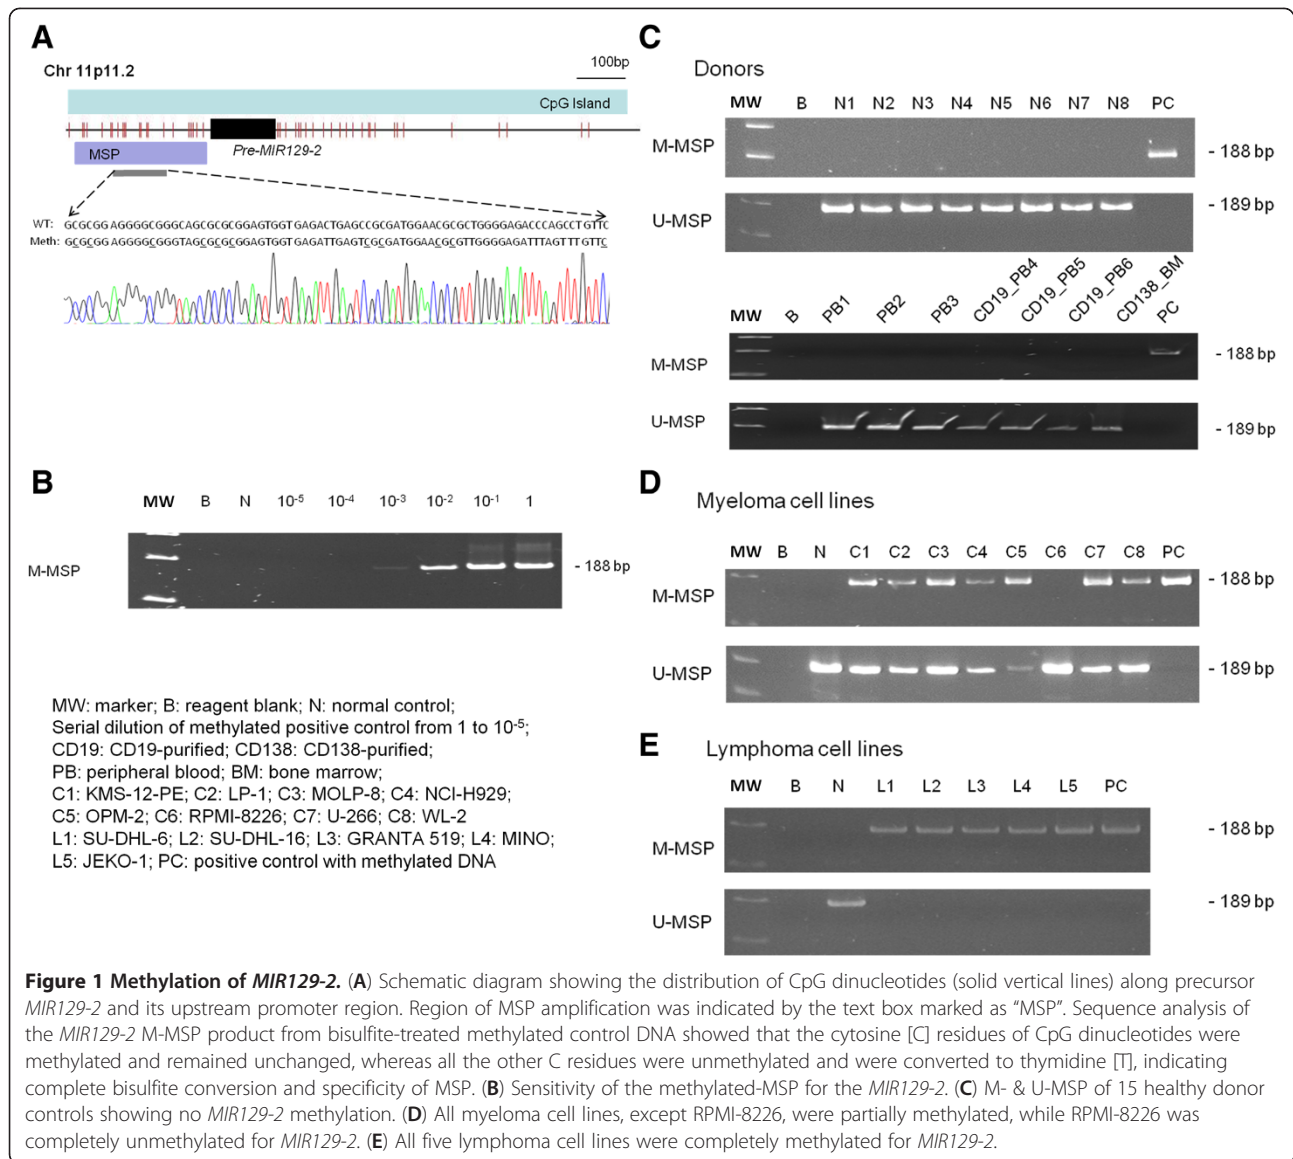 A
Chr 11p11.2
100bp
CpG Island
MSP
Pre-MIR129-2
WT: GCGCGG AGGGGCGGGCAGCGCGCGGAGTGGTGAGACTGAGCCGCGATGGAACGCGCTGGGGAGACCCAGCCTGTTC
Meth: GCGCGG AGGGGCGGGTAGCGCGCGGAGTGGTGAGATTGAGTCGCGATGGAACGCGTTGGGGAGATTTAGTTTGTTC
B
MW B N 10-5 10-4 10-3 10-2 10-1 1
M-MSP - 188 bp
MW: marker; B: reagent blank; N: normal control;
Serial dilution of methylated positive control from 1 to 10-5;
CD19: CD19-purified; CD138: CD138-purified;
PB: peripheral blood; BM: bone marrow;
C1: KMS-12-PE; C2: LP-1; C3: MOLP-8; C4: NCI-H929;
C5: OPM-2; C6: RPMI-8226; C7: U-266; C8: WL-2
L1: SU-DHL-6; L2: SU-DHL-16; L3: GRANTA 519; L4: MINO;
L5: JEKO-1; PC: positive control with methylated DNA
C
Donors
MW B N1 N2 N3 N4 N5 N6 N7 N8 PC
M-MSP - 188 bp
U-MSP - 189 bp
MW B PB1 PB2 PB3 CD19_PB4 CD19_PB5 CD19_PB6 CD138_BM PC
M-MSP - 188 bp
U-MSP - 189 bp
D
Myeloma cell lines
MW B N C1 C2 C3 C4 C5 C6 C7 C8 PC
M-MSP - 188 bp
U-MSP - 189 bp
E
Lymphoma cell lines
MW B N L1 L2 L3 L4 L5 PC
M-MSP - 188 bp
U-MSP - 189 bp
Figure 1 Methylation of MIR129-2. (A) Schematic diagram showing the distribution of CpG dinucleotides (solid vertical lines) along precursor
MIR129-2 and its upstream promoter region. Region of MSP amplification was indicated by the text box marked as “MSP”. Sequence analysis of
the MIR129-2 M-MSP product from bisulfite-treated methylated control DNA showed that the cytosine [C] residues of CpG dinucleotides were
methylated and remained unchanged, whereas all the other C residues were unmethylated and were converted to thymidine [T], indicating
complete bisulfite conversion and specificity of MSP. (B) Sensitivity of the methylated-MSP for the MIR129-2. (C) M- & U-MSP of 15 healthy donor
controls showing no MIR129-2 methylation. (D) All myeloma cell lines, except RPMI-8226, were partially methylated, while RPMI-8226 was
completely unmethylated for MIR129-2. (E) All five lymphoma cell lines were completely methylated for MIR129-2.